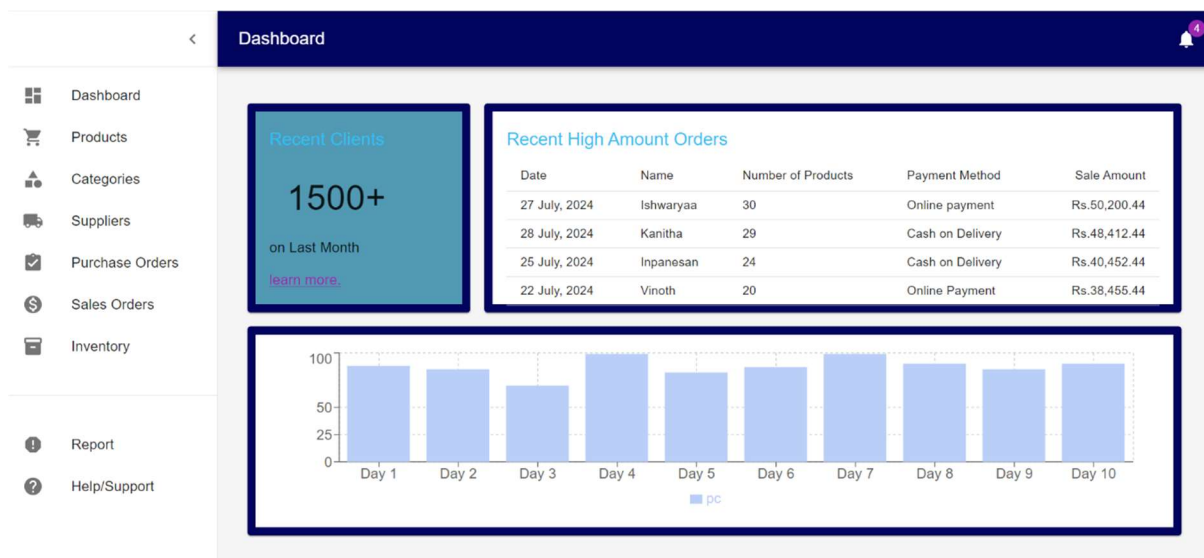 Dashboard
4
Dashboard
Products
Categories
Suppliers
Purchase Orders
Sales Orders
Inventory
Report
Help/Support
Recent Clients
1500+
on Last Month
learn more.
Recent High Amount Orders
Date Name Number of Products Payment Method Sale Amount
27 July, 2024 Ishwaryaa 30 Online payment Rs.50,200.44
28 July, 2024 Kanitha 29 Cash on Delivery Rs.48,412.44
25 July, 2024 Inpanesan 24 Cash on Delivery Rs.40,452.44
22 July, 2024 Vinoth 20 Online Payment Rs.38,455.44
100
50
25
0
Day 1 Day 2 Day 3 Day 4 Day 5 Day 6 Day 7 Day 8 Day 9 Day 10
pc